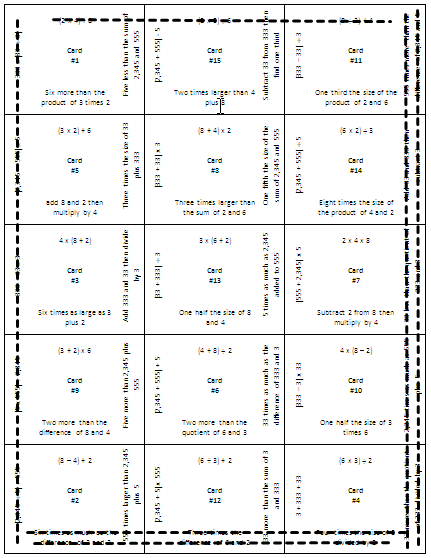 Card
#1
Six more than the
product of 3 times 2
Five less than the sum of
2,345 and 555
[2,345 + 555] - 5
Card
#15
Two times larger than 4
plus 8
Subtract 33 from 333 then
find one third
[333 - 33] ÷ 3
Card
#11
One third the size of the
product of 2 and 6
(3 x 2) + 6
Card
#5
add 8 and 2 then
multiply by 4
Three times the size of 33
plus 333
[33 + 333] x 3
(8 + 4) x 2
Card
#8
Three times larger than
the sum of 2 and 6
One fifth the size of the
sum of 2,345 and 555
[2,345 + 555] ÷ 5
(6 x 2) ÷ 3
Card
#14
Eight times the size of
the product of 4 and 2
4 x (8 + 2)
Card
#3
Six times as large as 3
plus 2
Add 333 and 33 then divide
by 3
[33 + 333] ÷ 3
3 x (6 + 2)
Card
#13
One half the size of 8
and 4
5 times as much as 2,345
added to 555
[555 + 2,345] x 5
2 x 4 x 8
Card
#7
Subtract 2 from 8 then
multiply by 4
(3 + 2) x 6
Card
#9
Two more than the
difference of 8 and 4
Five more than 2,345 plus
555
[2,345 + 555] + 5
(4 + 8) ÷ 2
Card
#6
Two more than the
quotient of 6 and 3
33 times as much as the
difference of 333 and 3
[333 - 3] x 33
4 x (8 - 2)
Card
#10
One half the size of 3
times 6
(8 - 4) + 2
Card
#2
times larger than 2,345
plus 5
[2,345 + 5] x 555
(6 ÷ 3) + 2
Card
#12
more than the sum of 3
and 333
3 + 333 + 33
(6 x 3) ÷ 2
Card
#4